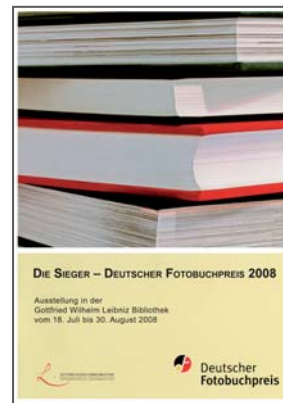 DIE SIEGER – DEUTSCHER FOTOBUCHPREIS 2008
Ausstellung in der
Gottfried Wilhelm Leibniz Bibliothek
vom 18. Juli bis 30. August 2008
Deutscher
Fotobuchpreis